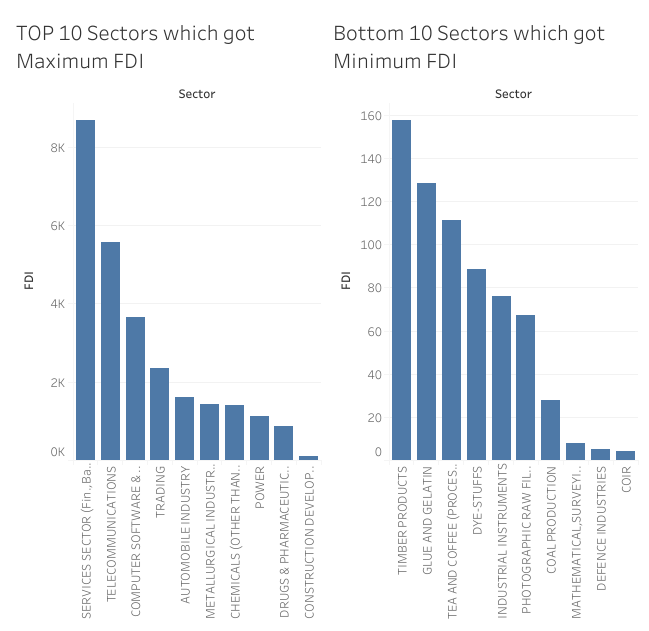 TOP 10 Sectors which got
Maximum FDI
Sector
FDI
8K
6K
4K
2K
0K
SERVICES SECTOR (Fin.,Ba..
TELECOMMUNICATIONS
COMPUTER SOFTWARE & ..
TRADING
AUTOMOBILE INDUSTRY
METALLURGICAL INDUSTR..
CHEMICALS (OTHER THAN..
POWER
DRUGS & PHARMACEUTIC..
CONSTRUCTION DEVELOP..
Bottom 10 Sectors which got
Minimum FDI
Sector
FDI
160
140
120
100
80
60
40
20
0
TIMBER PRODUCTS
GLUE AND GELATIN
TEA AND COFFEE (PROCES..
DYE-STUFFS
INDUSTRIAL INSTRUMENTS
PHOTOGRAPHIC RAW FIL..
COAL PRODUCTION
MATHEMATICAL,SURVEYI..
DEFENCE INDUSTRIES
COIR